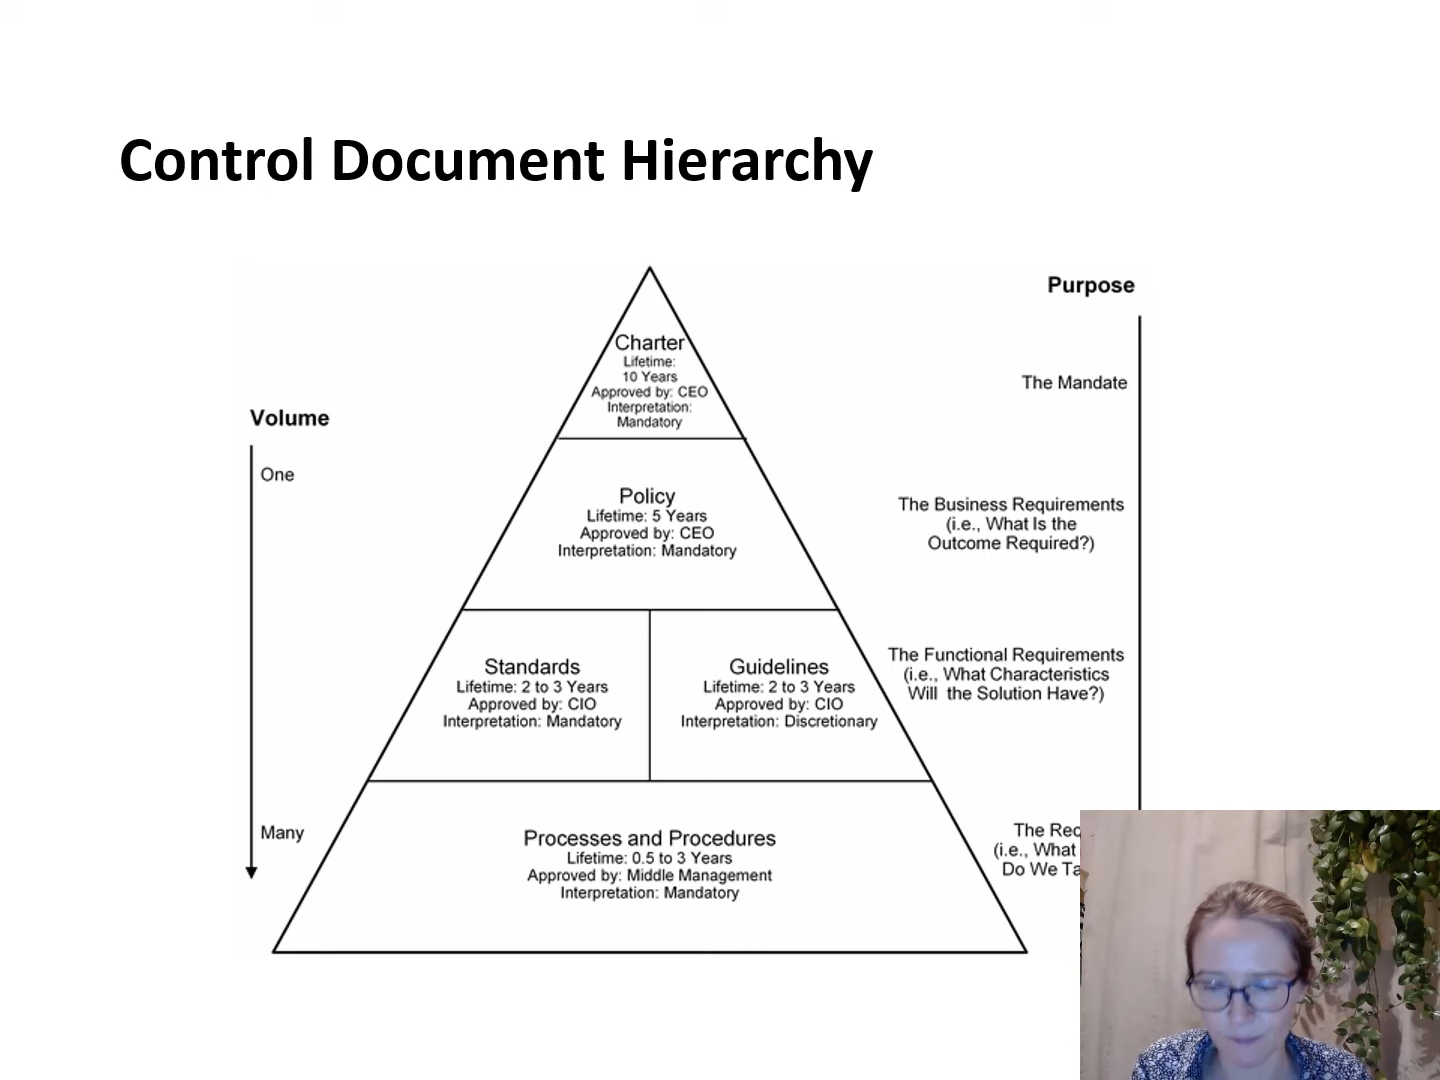 Control Document Hierarchy
Purpose
Charter
Lifetime:
10 Years
Approved by: CEO
Interpretation:
Mandatory
The Mandate
Volume
One
Policy
Lifetime: 5 Years
Approved by: CEO
Interpretation: Mandatory
The Business Requirements
(i.e., What Is the
Outcome Required?)
Standards
Lifetime: 2 to 3 Years
Approved by: CIO
Interpretation: Mandatory
Guidelines
Lifetime: 2 to 3 Years
Approved by: CIO
Interpretation: Discretionary
The Functional Requirements
(i.e., What Characteristics
Will the Solution Have?)
Many
Processes and Procedures
Lifetime: 0.5 to 3 Years
Approved by: Middle Management
Interpretation: Mandatory
The
(i.e., What
Do We